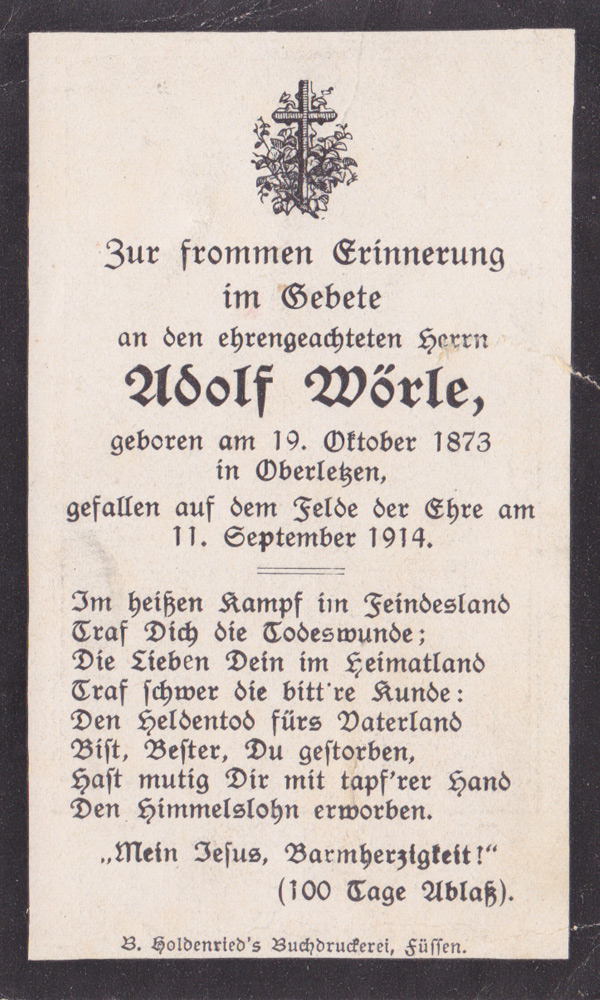 Zur frommen Erinnerung
im Gebete
an den ehrengeachteten Herrn
Adolf Wörle,
geboren am 19. Oktober 1873
in Oberletzen,
gefallen auf dem Felde der Ehre am
11. September 1914.
Im heißen Kampf im Feindesland
Traf Dich die Todeswunde;
Die Lieben Dein im Heimatland
Traf schwer die bitt're Kunde:
Den Heldentod fürs Vaterland
Bist, Bester, Du gestorben,
Hast mutig Dir mit tapf'rer Hand
Den Himmelslohn erworben.
„Mein Jesus, Barmherzigkeit!“
(100 Tage Ablaß).
B. Holdenried's Buchdruckerei, Füssen.